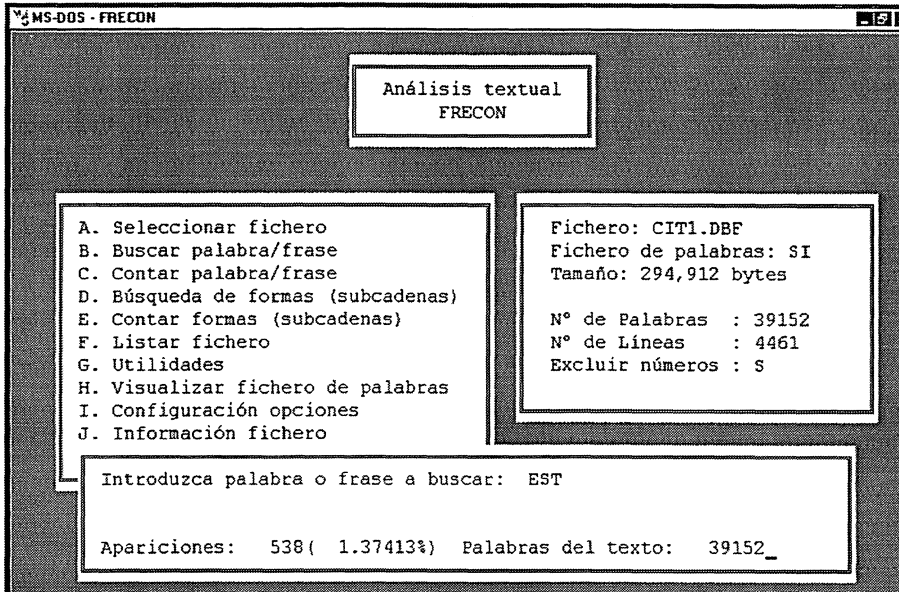 MS-DOS - FRECON
Análisis textual
FRECON
A. Seleccionar fichero
B. Buscar palabra/frase
C. Contar palabra/frase
D. Búsqueda de formas (subcadenas)
E. Contar formas (subcadenas)
F. Listar fichero
G. Utilidades
H. Visualizar fichero de palabras
I. Configuración opciones
J. Información fichero
Fichero: CIT1.DBF
Fichero de palabras: SI
Tamaño: 294,912 bytes
Nº de Palabras : 39152
Nº de Líneas : 4461
Excluir números : S
Introduzca palabra o frase a buscar: EST
Apariciones: 538( 1.37413%) Palabras del texto: 39152_